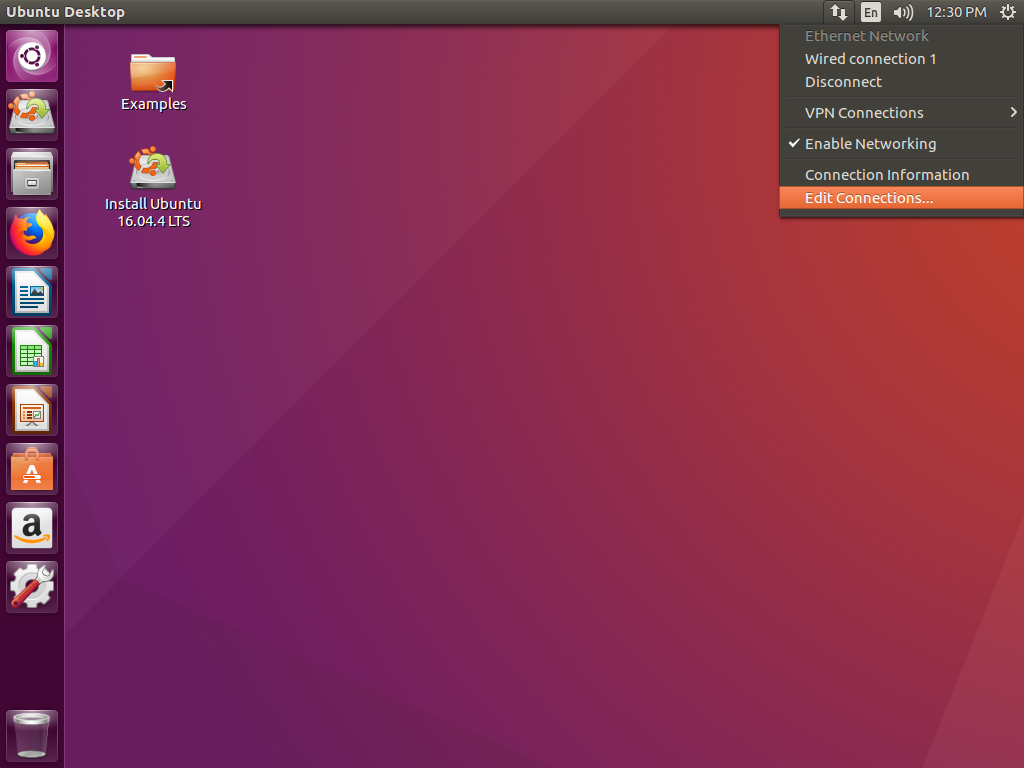 Ubuntu Desktop
En
12:30 PM
Ethernet Network
Wired connection 1
Disconnect
VPN Connections
Enable Networking
Connection Information
Edit Connections...
Examples
Install Ubuntu
16.04.4 LTS
A
a